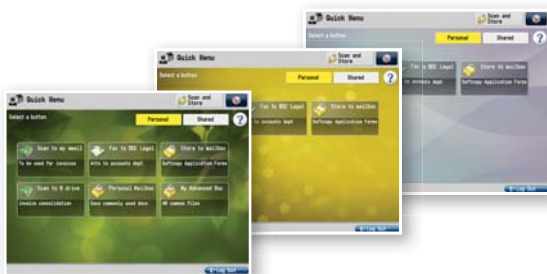 Quick Menu
Scan and
Store
Select a button
Personal
Shared
?
Fax to BBC Legal
Store to mailbox
to accounts dept
Softcopy Application Forms
Log Out
Quick Menu
Scan and
Store
Select a button
Personal
Shared
?
Fax to BBC Legal
Store to mailbox
to accounts dept
Softcopy Application Forms
Log Out
Quick Menu
Scan and
Store
Select a button
Personal
Shared
?
Scan to my email
Fax to BBC Legal
Store to mailbox
To be used for invoices
Attn to accounts dept.
Softcopy Application Forms
Scan to N drive
Personal Mailbox
My Advanced Box
Invoice consolidation
Save commonly used docs
HR common files
Log Out